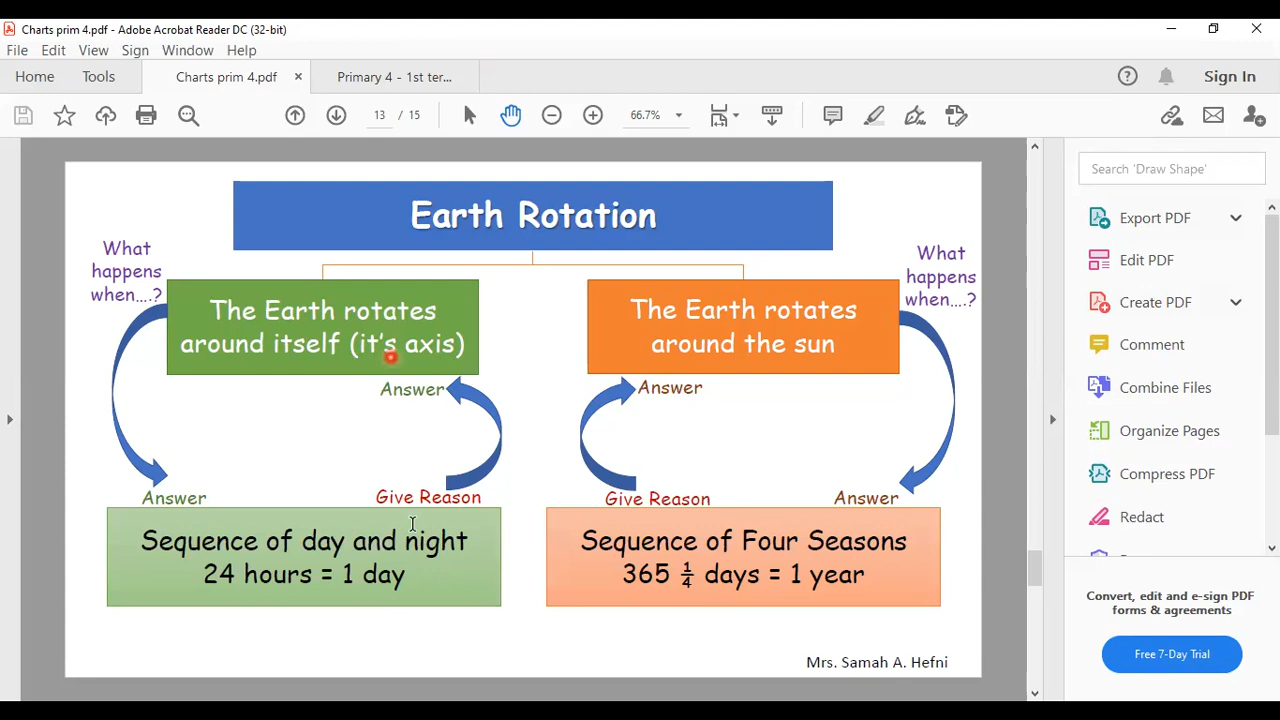 Charts prim 4.pdf - Adobe Acrobat Reader DC (32-bit)
File Edit View Sign Window Help
Home Tools Charts prim 4.pdf × Primary 4 - 1st ter... Sign In
13 / 15 66.7%
Search 'Draw Shape'
Export PDF
Edit PDF
Create PDF
Comment
Combine Files
Organize Pages
Compress PDF
Redact
Convert, edit and e-sign PDF
forms & agreements
Free 7-Day Trial
Earth Rotation
What
happens
when....?
The Earth rotates
around itself (it's axis)
Answer
Answer
Give Reason
Sequence of day and night
24 hours = 1 day
What
happens
when....?
The Earth rotates
around the sun
Answer
Give Reason
Answer
Sequence of Four Seasons
365 1/4 days = 1 year
Mrs. Samah A. Hefni